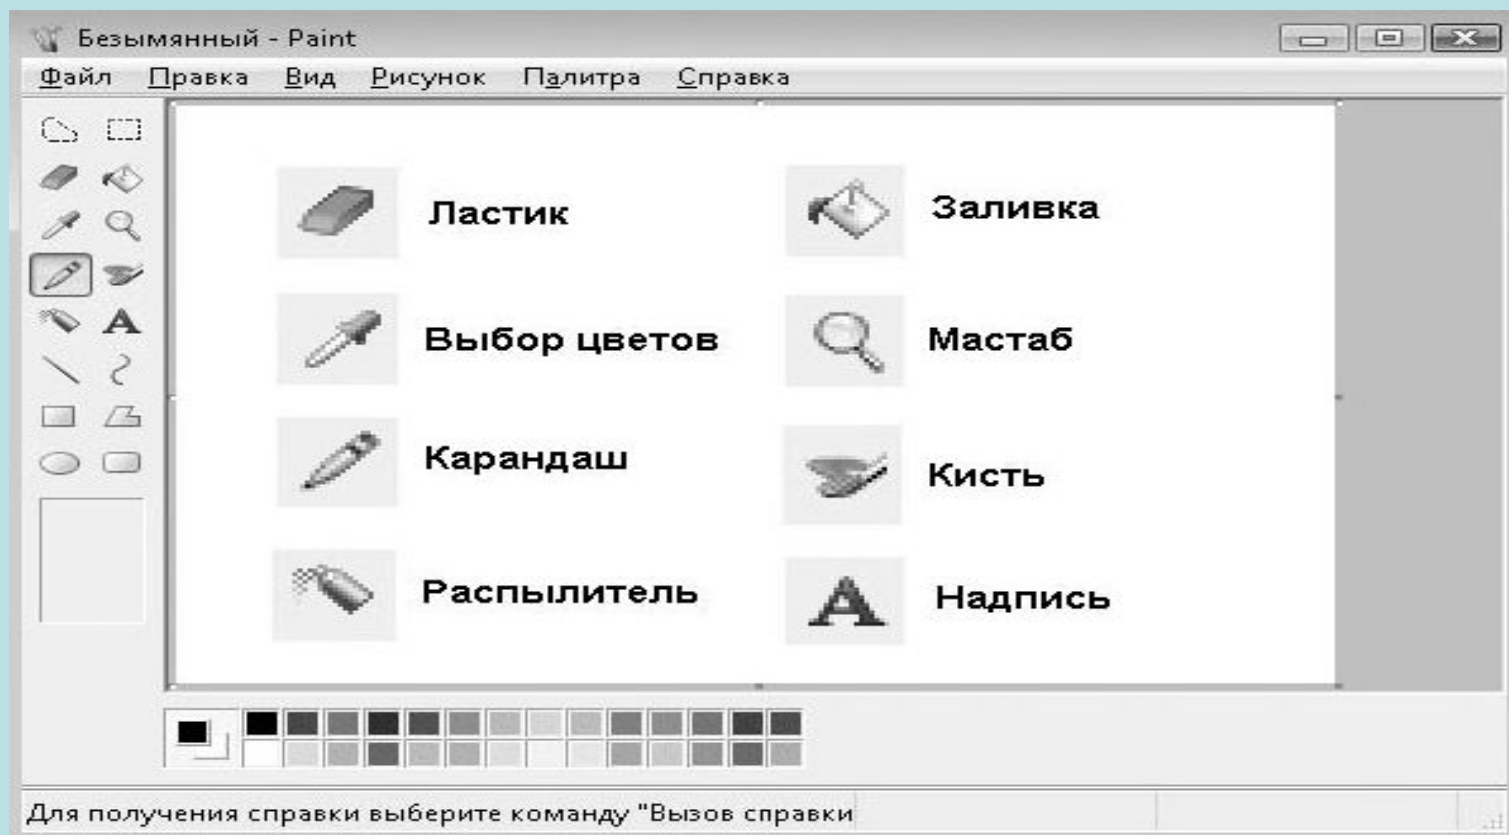 Безымянный - Paint
Файл Правка Вид Рисунок Палитра Справка
Ластик Заливка
Выбор цветов Мастаб
Карандаш Кисть
Распылитель Надпись
Для получения справки выберите команду "Вызов справки